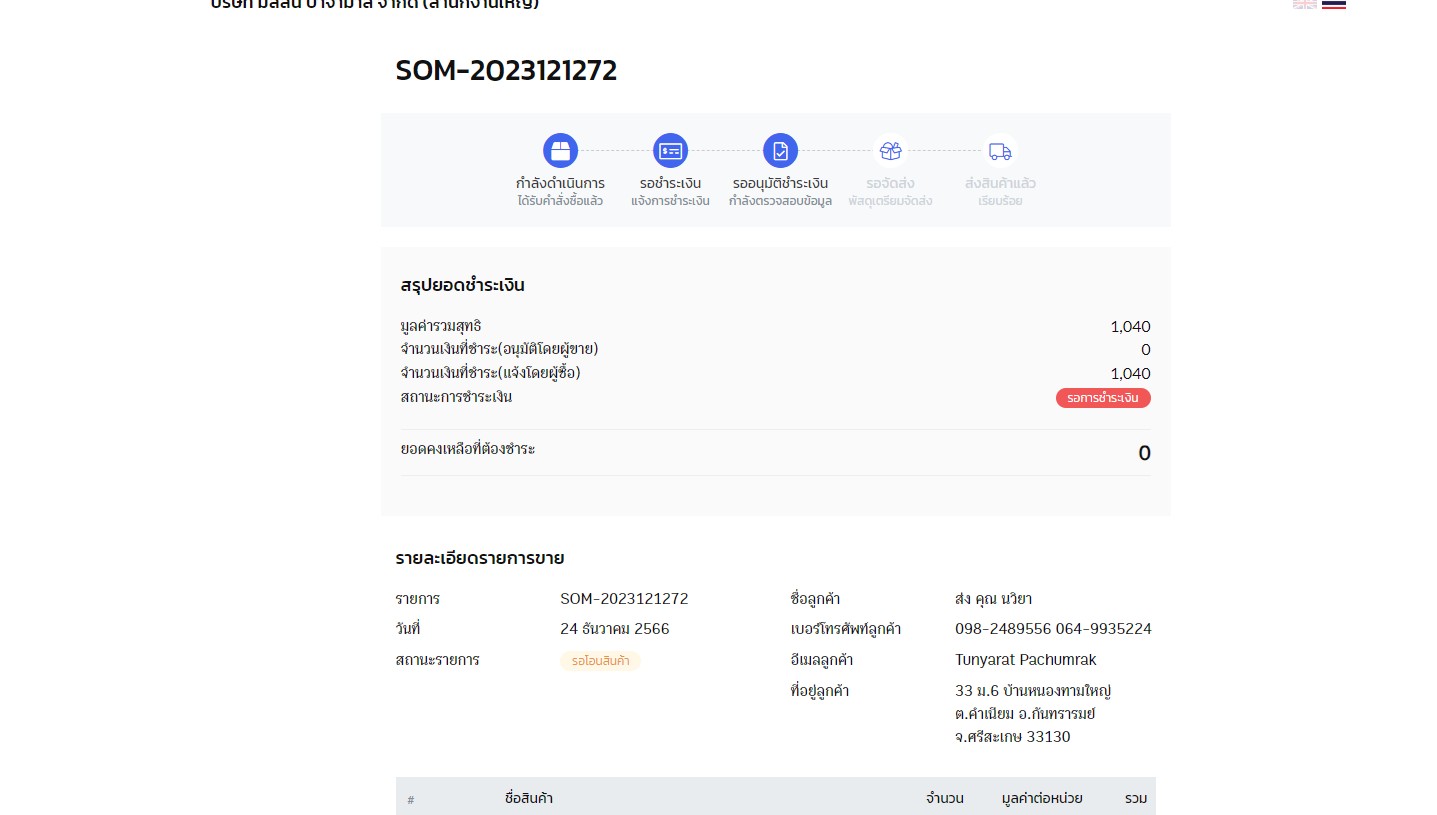 จำกัด (สำนักงานใหญ่)
SOM-2023121272
กำลังดำเนินการ
ได้รับคำสั่งซื้อแล้ว
รอชำระเงิน
แจ้งการชำระเงิน
รออนุมัติชำระเงิน
กำลังตรวจสอบข้อมูล
รอจัดส่ง
พัสดุเตรียมจัดส่ง
ส่งสินค้าแล้ว
เรียบร้อย
สรุปยอดชำระเงิน
มูลค่ารวมสุทธิ 1,040
จำนวนเงินที่ชำระ(อนุมัติโดยผู้ขาย) 0
จำนวนเงินที่ชำระ(แจ้งโดยผู้ซื้อ) 1,040
สถานะการชำระเงิน รอการชำระเงิน
ยอดคงเหลือที่ต้องชำระ 0
รายละเอียดรายการขาย
รายการ SOM-2023121272
วันที่ 24 ธันวาคม 2566
สถานะรายการ รอโอนสินค้า
ชื่อลูกค้า ส่ง คุณ นวิยา
เบอร์โทรศัพท์ลูกค้า 098-2489556 064-9935224
อีเมลลูกค้า Tunyarat Pachumrak
ที่อยู่ลูกค้า 33 ม.6 บ้านหนองทามใหญ่
ต.คำเนียม อ.กันทรารมย์
จ.ศรีสะเกษ 33130
# ชื่อสินค้า จำนวน มูลค่าต่อหน่วย รวม